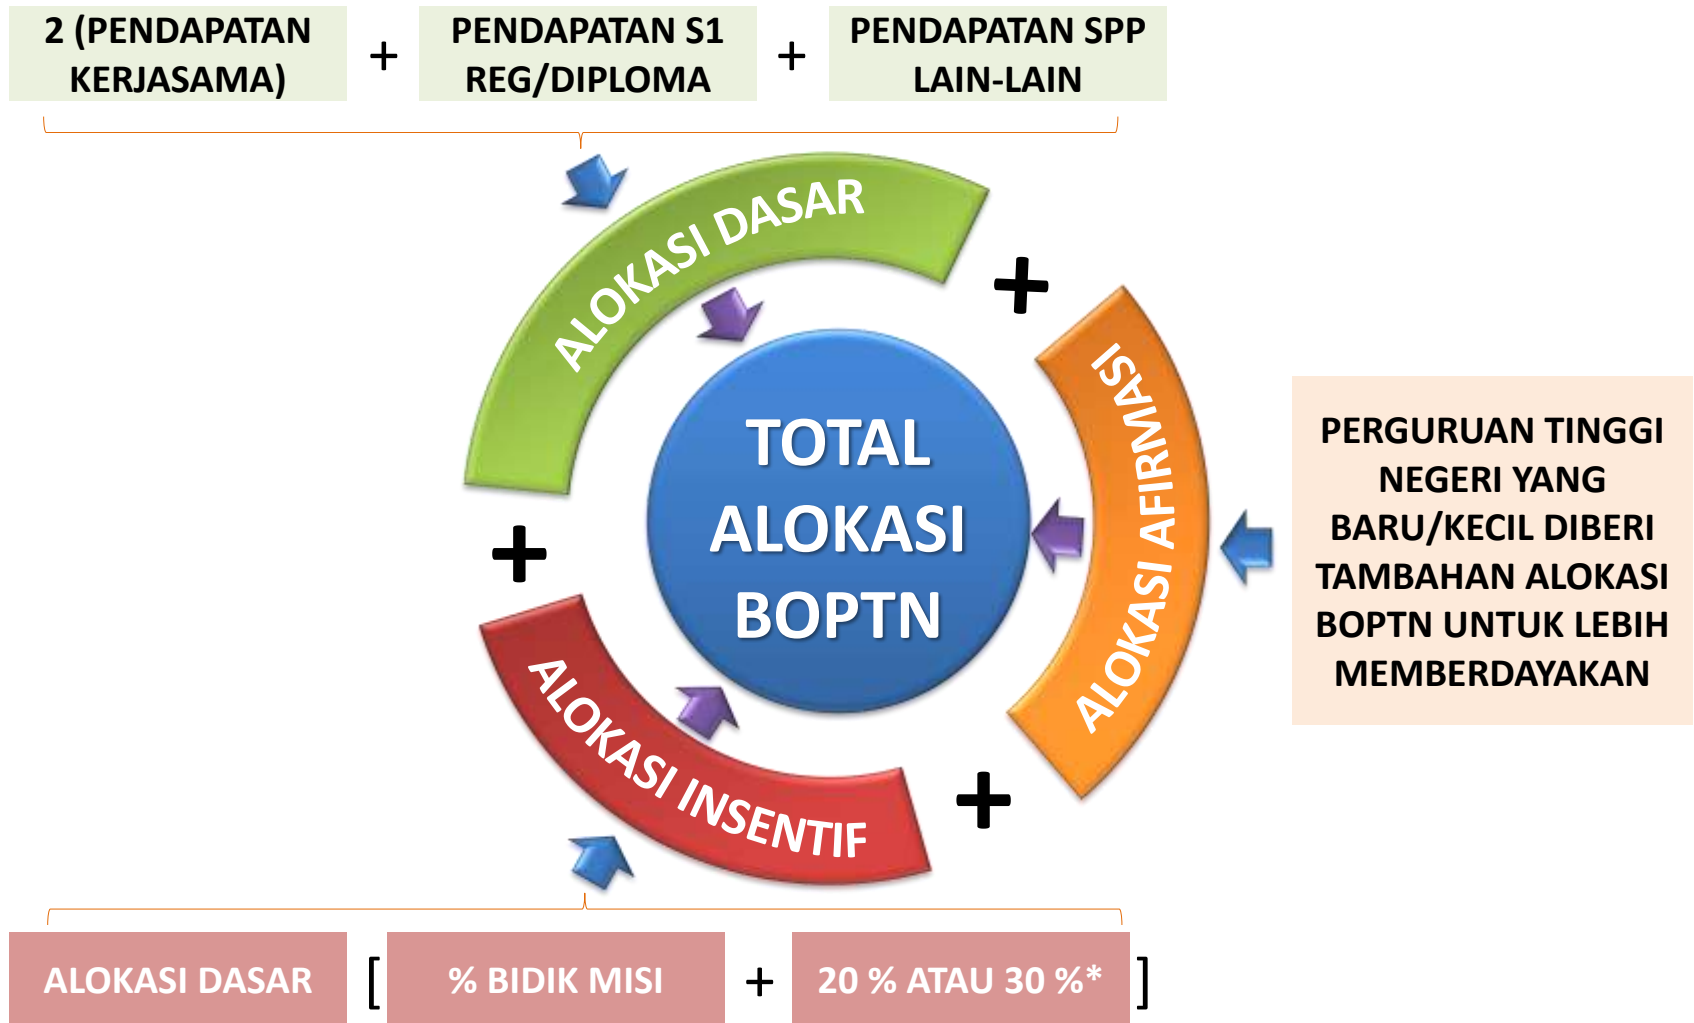 2 (PENDAPATAN
KERJASAMA)
+
PENDAPATAN S1
REG/DIPLOMA
+
PENDAPATAN SPP
LAIN-LAIN
ALOKASI DASAR
+
ALOKASI AFIRMASI
TOTAL
ALOKASI
BOPTN
PERGURUAN TINGGI
NEGERI YANG
BARU/KECIL DIBERI
TAMBAHAN ALOKASI
BOPTN UNTUK LEBIH
MEMBERDAYAKAN
+
ALOKASI INSENTIF
+
ALOKASI DASAR [ % BIDIK MISI + 20 % ATAU 30 %* ]